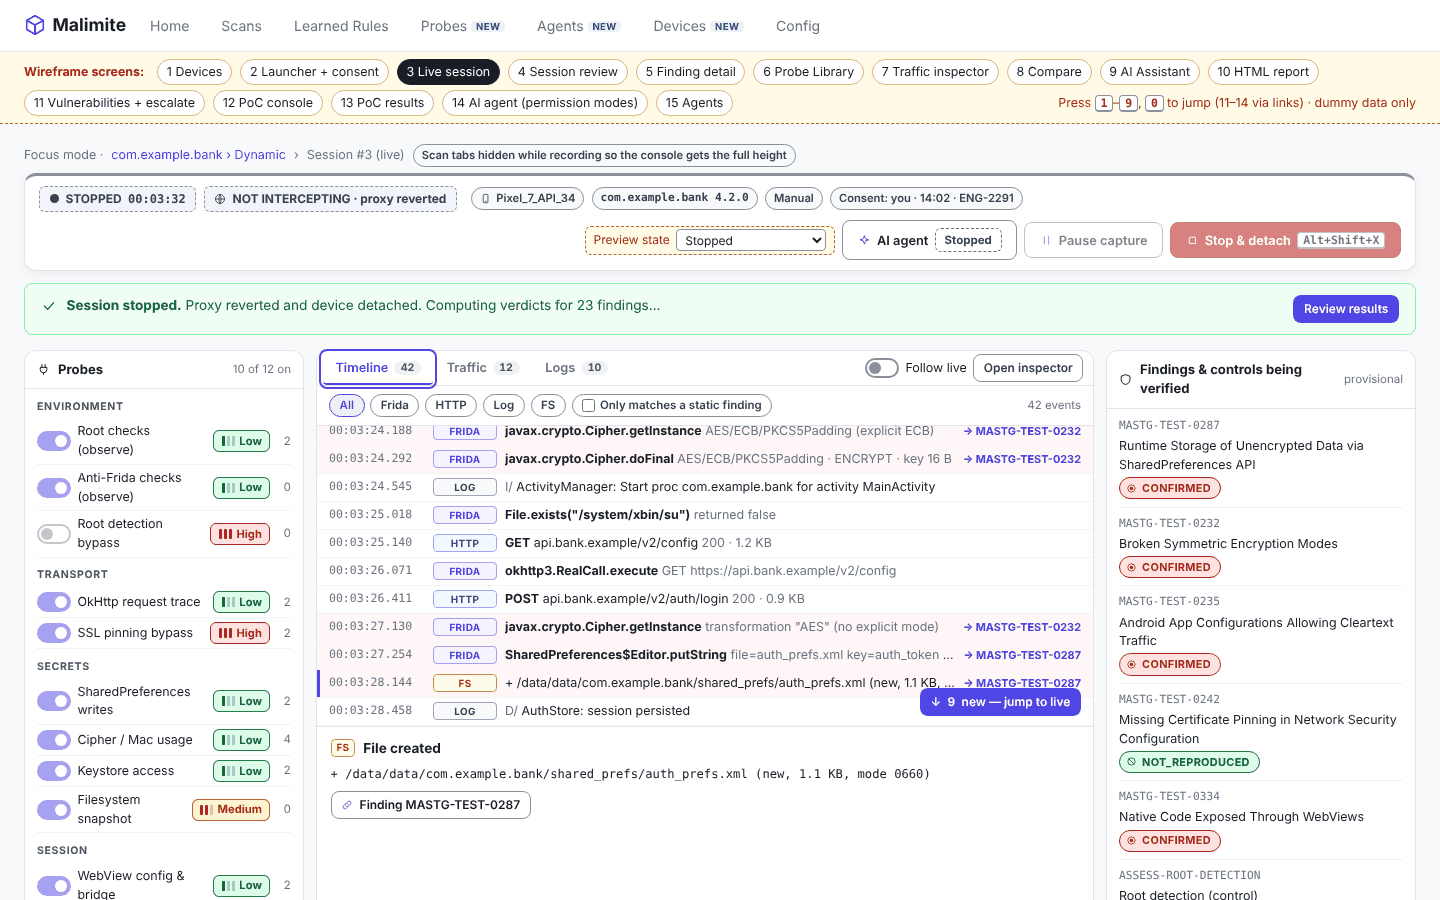 Malimite Home Scans Learned Rules Probes NEW Agents NEW Devices NEW Config
Wireframe screens: 1 Devices 2 Launcher + consent 3 Live session 4 Session review 5 Finding detail 6 Probe Library 7 Traffic inspector 8 Compare 9 AI Assistant 10 HTML report
11 Vulnerabilities + escalate 12 PoC console 13 PoC results 14 AI agent (permission modes) 15 Agents Press 1–9, 0 to jump (11–14 via links) · dummy data only
Focus mode · com.example.bank › Dynamic › Session #3 (live) Scan tabs hidden while recording so the console gets the full height
STOPPED 00:03:32 NOT INTERCEPTING · proxy reverted Pixel_7_API_34 com.example.bank 4.2.0 Manual Consent: you · 14:02 · ENG-2291
Preview state Stopped AI agent Stopped Pause capture Stop & detach Alt+Shift+X
Session stopped. Proxy reverted and device detached. Computing verdicts for 23 findings... Review results
Probes 10 of 12 on
ENVIRONMENT
Root checks (observe) Low 2
Anti-Frida checks (observe) Low 0
Root detection bypass High 0
TRANSPORT
OkHttp request trace Low 2
SSL pinning bypass High 2
SECRETS
SharedPreferences writes Low 2
Cipher / Mac usage Low 4
Keystore access Low 2
Filesystem snapshot Medium 0
SESSION
WebView config & bridge Low 2
Timeline 42 Traffic 12 Logs 10 Follow live Open inspector
All Frida HTTP Log FS Only matches a static finding 42 events
00:03:24.188 FRIDA javax.crypto.Cipher.getInstance AES/ECB/PKCS5Padding (explicit ECB) → MASTG-TEST-0232
00:03:24.292 FRIDA javax.crypto.Cipher.doFinal AES/ECB/PKCS5Padding · ENCRYPT · key 16 B → MASTG-TEST-0232
00:03:24.545 LOG I/ ActivityManager: Start proc com.example.bank for activity MainActivity
00:03:25.018 FRIDA File.exists("/system/xbin/su") returned false
00:03:25.140 HTTP GET api.bank.example/v2/config 200 · 1.2 KB
00:03:26.071 FRIDA okhttp3.RealCall.execute GET https://api.bank.example/v2/config
00:03:26.411 HTTP POST api.bank.example/v2/auth/login 200 · 0.9 KB
00:03:27.130 FRIDA javax.crypto.Cipher.getInstance transformation "AES" (no explicit mode) → MASTG-TEST-0232
00:03:27.254 FRIDA SharedPreferences$Editor.putString file=auth_prefs.xml key=auth_token ... → MASTG-TEST-0287
00:03:28.144 FS + /data/data/com.example.bank/shared_prefs/auth_prefs.xml (new, 1.1 KB, ... → MASTG-TEST-0287
00:03:28.458 LOG D/ AuthStore: session persisted
↓ 9 new — jump to live
FS File created
+ /data/data/com.example.bank/shared_prefs/auth_prefs.xml (new, 1.1 KB, mode 0660)
Finding MASTG-TEST-0287
Findings & controls being verified provisional
MASTG-TEST-0287
Runtime Storage of Unencrypted Data via
SharedPreferences API
CONFIRMED
MASTG-TEST-0232
Broken Symmetric Encryption Modes
CONFIRMED
MASTG-TEST-0235
Android App Configurations Allowing Cleartext
Traffic
CONFIRMED
MASTG-TEST-0242
Missing Certificate Pinning in Network Security
Configuration
NOT_REPRODUCED
MASTG-TEST-0334
Native Code Exposed Through WebViews
CONFIRMED
ASSESS-ROOT-DETECTION
Root detection (control)